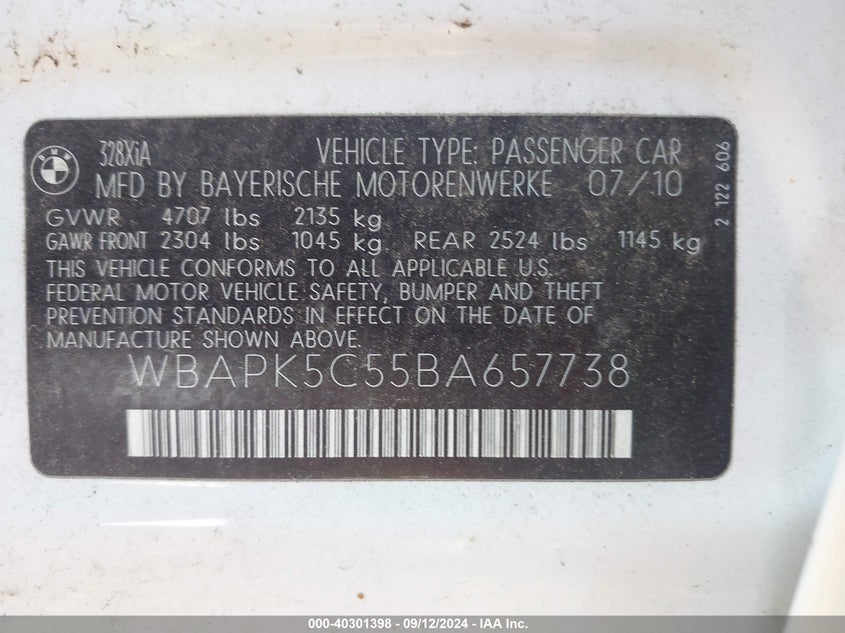 BMW
328XiA VEHICLE TYPE: PASSENGER CAR
MFD BY BAYERISCHE MOTORENWERKE 07/10
GVWR 4707 lbs 2135 kg
GAWR FRONT 2304 lbs 1045 kg REAR 2524 lbs 1145 kg
THIS VEHICLE CONFORMS TO ALL APPLICABLE U.S.
FEDERAL MOTOR VEHICLE SAFETY, BUMPER AND THEFT
PREVENTION STANDARDS IN EFFECT ON THE DATE OF
MANUFACTURE SHOWN ABOVE.
WBAPK5C55BA657738
2 122 606
000-40301398 - 09/12/2024 - IAA Inc.